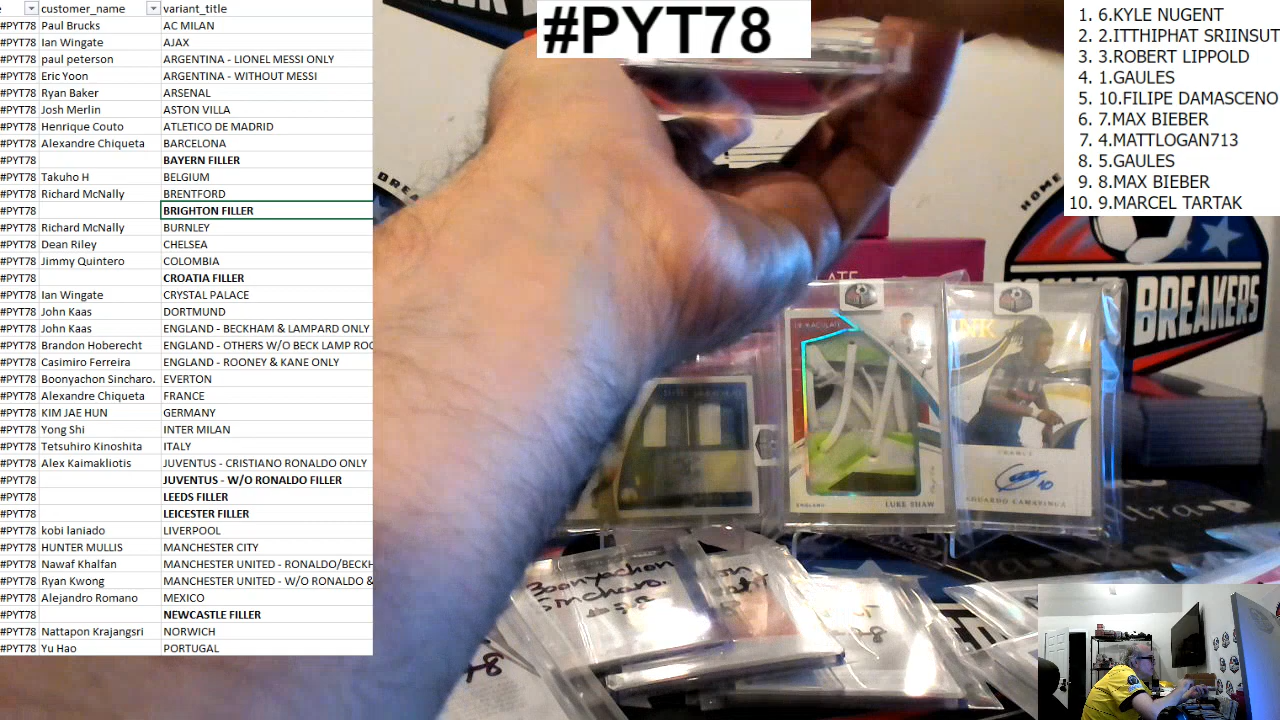 customer_name variant_title
#PYT78 Paul Brucks AC MILAN
#PYT78 Ian Wingate AJAX
#PYT78 paul peterson ARGENTINA - LIONEL MESSI ONLY
#PYT78 Eric Yoon ARGENTINA - WITHOUT MESSI
#PYT78 Ryan Baker ARSENAL
#PYT78 Josh Merlin ASTON VILLA
#PYT78 Henrique Couto ATLETICO DE MADRID
#PYT78 Alexandre Chiqueta BARCELONA
#PYT78 BAYERN FILLER
#PYT78 Takuho H BELGIUM
#PYT78 Richard McNally BRENTFORD
#PYT78 BRIGHTON FILLER
#PYT78 Richard McNally BURNLEY
#PYT78 Dean Riley CHELSEA
#PYT78 Jimmy Quintero COLOMBIA
#PYT78 CROATIA FILLER
#PYT78 Ian Wingate CRYSTAL PALACE
#PYT78 John Kaas DORTMUND
#PYT78 John Kaas ENGLAND - BECKHAM & LAMPARD ONLY
#PYT78 Brandon Holebrecht ENGLAND - OTHERS W/O BECK LAMP ROO
#PYT78 Casimiro Ferreira ENGLAND - ROONEY & KANE ONLY
#PYT78 Boonyachon Sincharo. EVERTON
#PYT78 Alexandre Chiqueta FRANCE
#PYT78 KIM JAE HUN GERMANY
#PYT78 Yong Shi INTER MILAN
#PYT78 Tetsuhiro Kinoshita ITALY
#PYT78 Alex Kaimakliotis JUVENTUS - CRISTIANO RONALDO ONLY
#PYT78 JUVENTUS - W/O RONALDO FILLER
#PYT78 LEEDS FILLER
#PYT78 LEICESTER FILLER
#PYT78 kobi laniado LIVERPOOL
#PYT78 HUNTER MULLIS MANCHESTER CITY
#PYT78 Nawaf Khalfan MANCHESTER UNITED - RONALDO/BECKH
#PYT78 Ryan Kwong MANCHESTER UNITED - W/O RONALDO &
#PYT78 Alejandro Romano MEXICO
#PYT78 NEWCASTLE FILLER
#PYT78 Nattapon Krajangsri NORWICH
#PYT78 Yu Hao PORTUGAL
#PYT78
1. 6.KYLE NUGENT
2. 2.ITTHIPHAT SRIINSUT
3. 3.ROBERT LIPPOLD
4. 1.GAULES
5. 10.FILIPE DAMASCENO
6. 7.MAX BIEBER
7. 4.MATTLOGAN713
8. 5.GAULES
9. 8.MAX BIEBER
10. 9.MARCEL TARTAK
HOME
BREAKERS
IMMACULATE
ENGLAND LUKE SHAW
FRANCE
EDUARDO CAMAVINGA
Boonyachon
Sincharo.